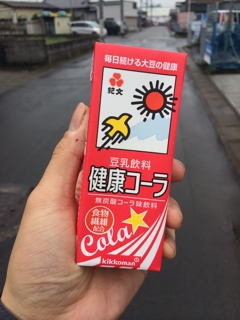 毎日続ける大豆の健康
紀文
豆乳飲料
健康コーラ
無炭酸コーラ味飲料
食物
繊維
配合
Cola
kikkoman